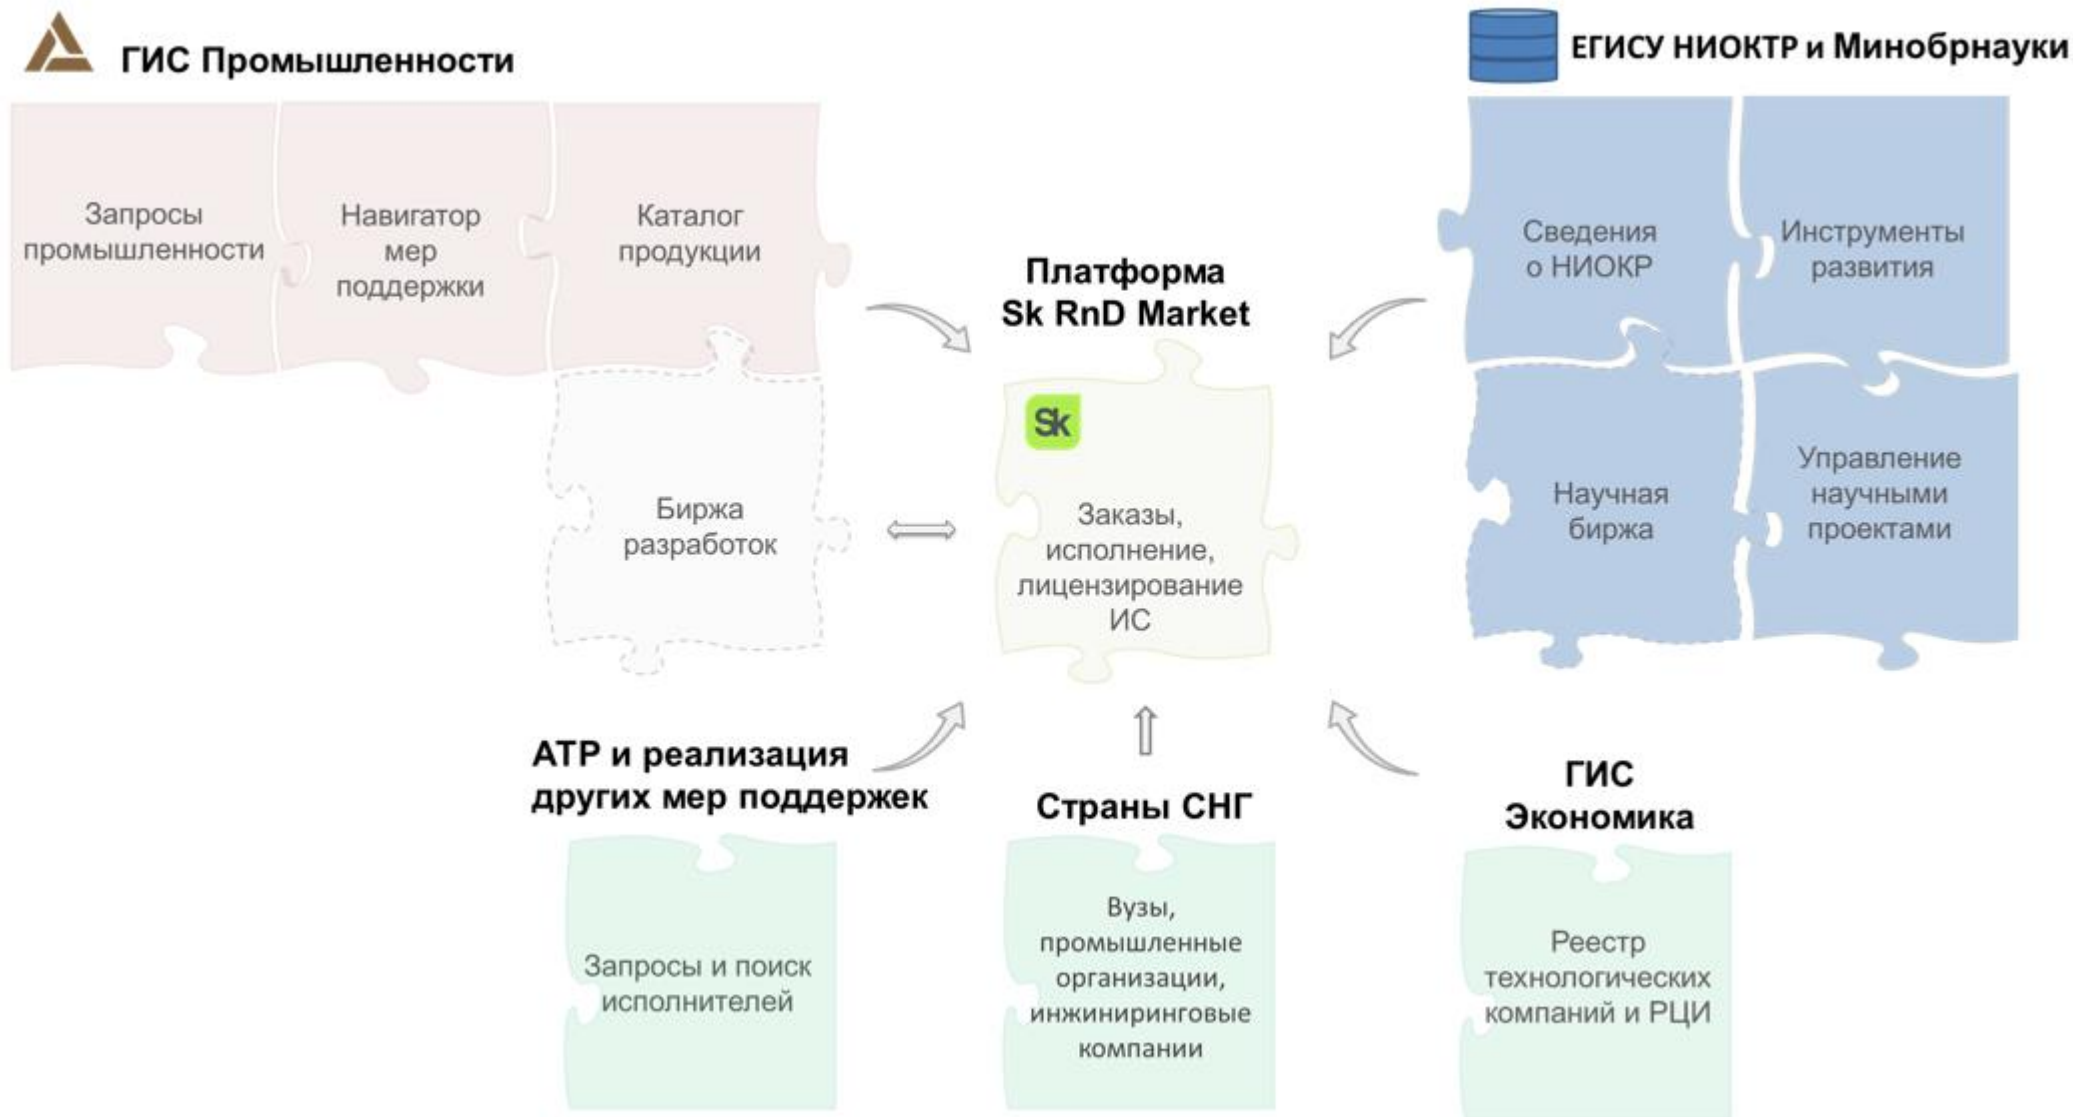 ГИС Промышленности
Запросы
промышленности
Навигатор
мер
поддержки
Каталог
продукции
Биржа
разработок
Платформа
Sk RnD Market
Sk
Заказы,
исполнение,
лицензирование
ИС
ЕГИСУ НИОКТР и Минобрнауки
Сведения
о НИОКР
Инструменты
развития
Научная
биржа
Управление
научными
проектами
АТР и реализация
других мер поддержек
Запросы и поиск
исполнителей
Страны СНГ
Вузы,
промышленные
организации,
инжиниринговые
компании
ГИС
Экономика
Реестр
технологических
компаний и РЦИ